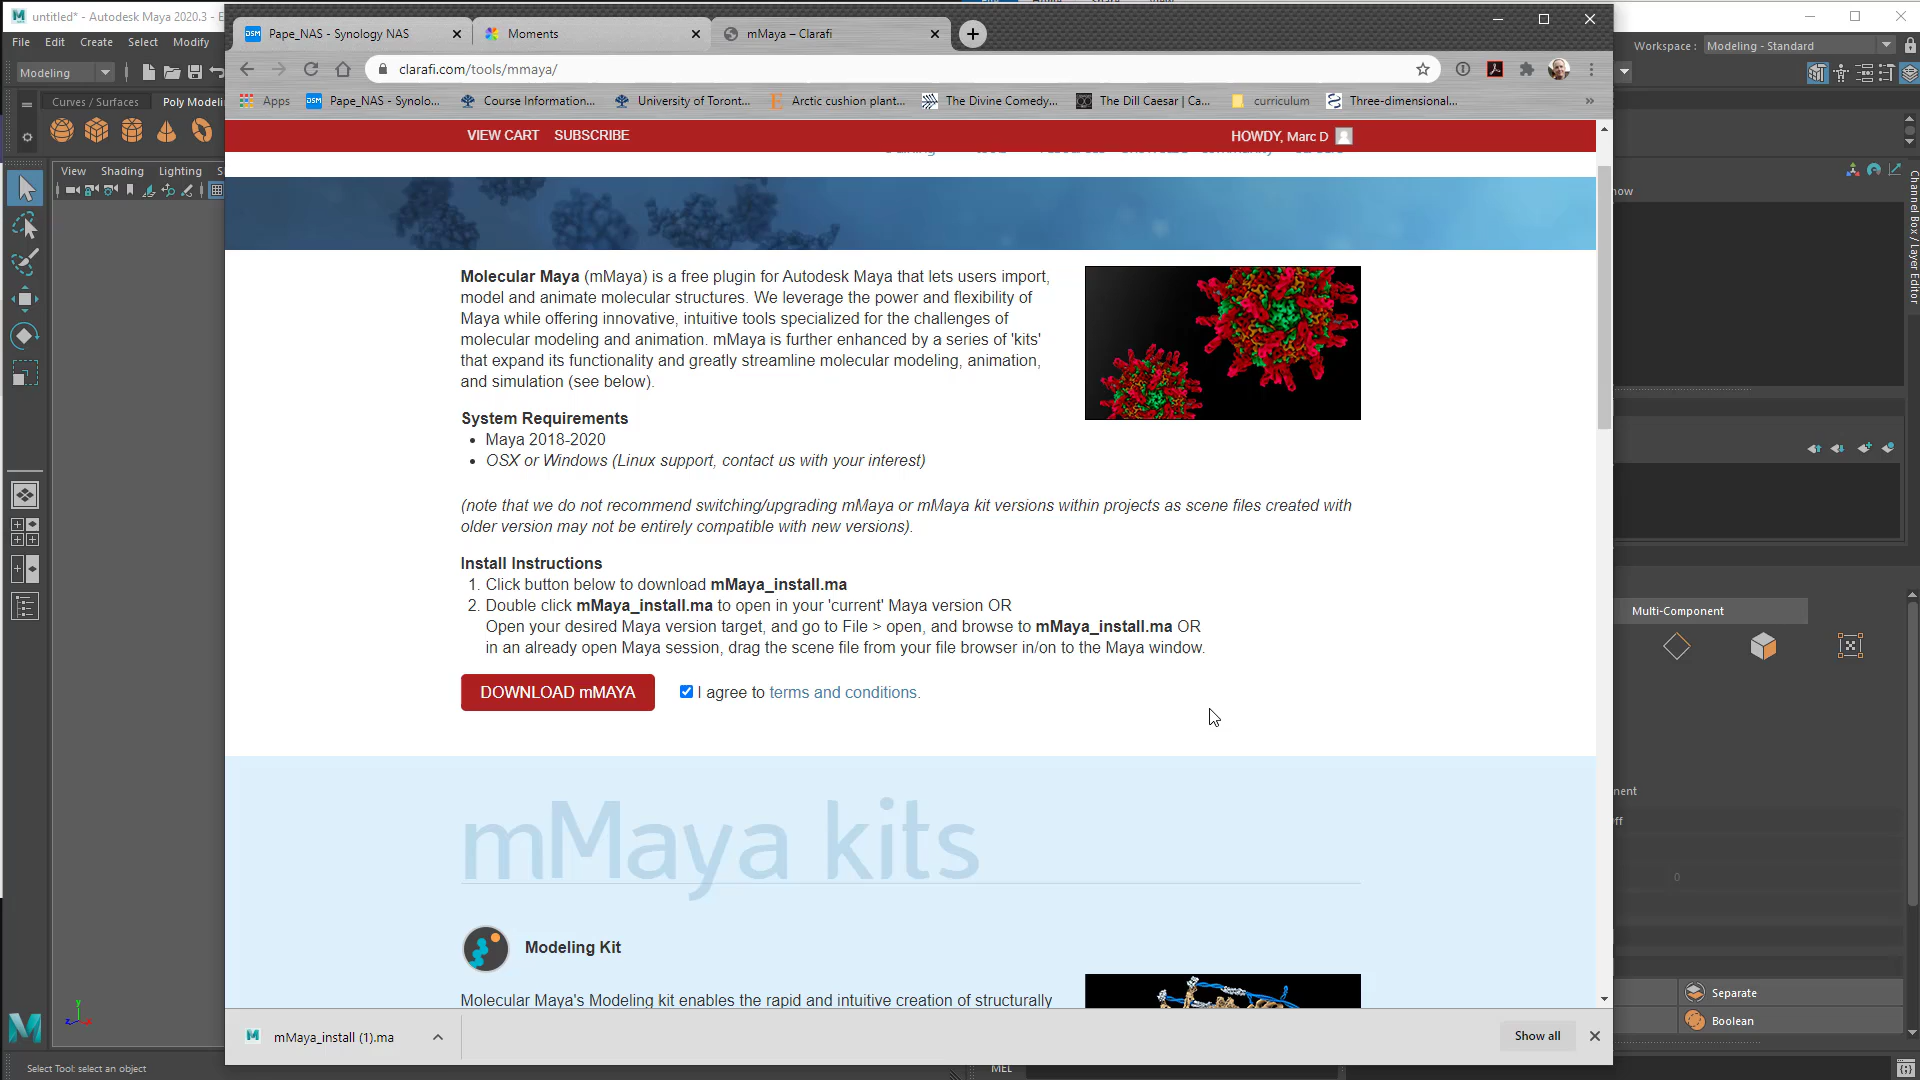 untitled* - Autodesk Maya 2020.3 - E
File Edit Create Select Modify
Modeling
Curves / Surfaces Poly Modeli
View Shading Lighting S
Pape_NAS - Synology NAS
Moments
mMaya – Clarafi
clarafi.com/tools/mmaya/
Apps
DSM Pape_NAS - Synolo...
Course Information...
University of Toront...
Arctic cushion plant...
The Divine Comedy...
The Dill Caesar | Ca...
curriculum
Three-dimensional...
Workspace : Modeling - Standard
VIEW CART SUBSCRIBE
HOWDY, Marc D
Molecular Maya (mMaya) is a free plugin for Autodesk Maya that lets users import,
model and animate molecular structures. We leverage the power and flexibility of
Maya while offering innovative, intuitive tools specialized for the challenges of
molecular modeling and animation. mMaya is further enhanced by a series of 'kits'
that expand its functionality and greatly streamline molecular modeling, animation,
and simulation (see below).
System Requirements
• Maya 2018-2020
• OSX or Windows (Linux support, contact us with your interest)
(note that we do not recommend switching/upgrading mMaya or mMaya kit versions within projects as scene files created with
older version may not be entirely compatible with new versions).
Install Instructions
1. Click button below to download mMaya_install.ma
2. Double click mMaya_install.ma to open in your 'current' Maya version OR
Open your desired Maya version target, and go to File > open, and browse to mMaya_install.ma OR
in an already open Maya session, drag the scene file from your file browser in/on to the Maya window.
DOWNLOAD mMAYA
I agree to terms and conditions.
mMaya kits
Modeling Kit
Molecular Maya's Modeling kit enables the rapid and intuitive creation of structurally
mMaya_install (1).ma
Show all
Select Tool: select an object
MEL
how
Channel Box / Layer Editor
Multi-Component
nent
ff
0
Separate
Boolean